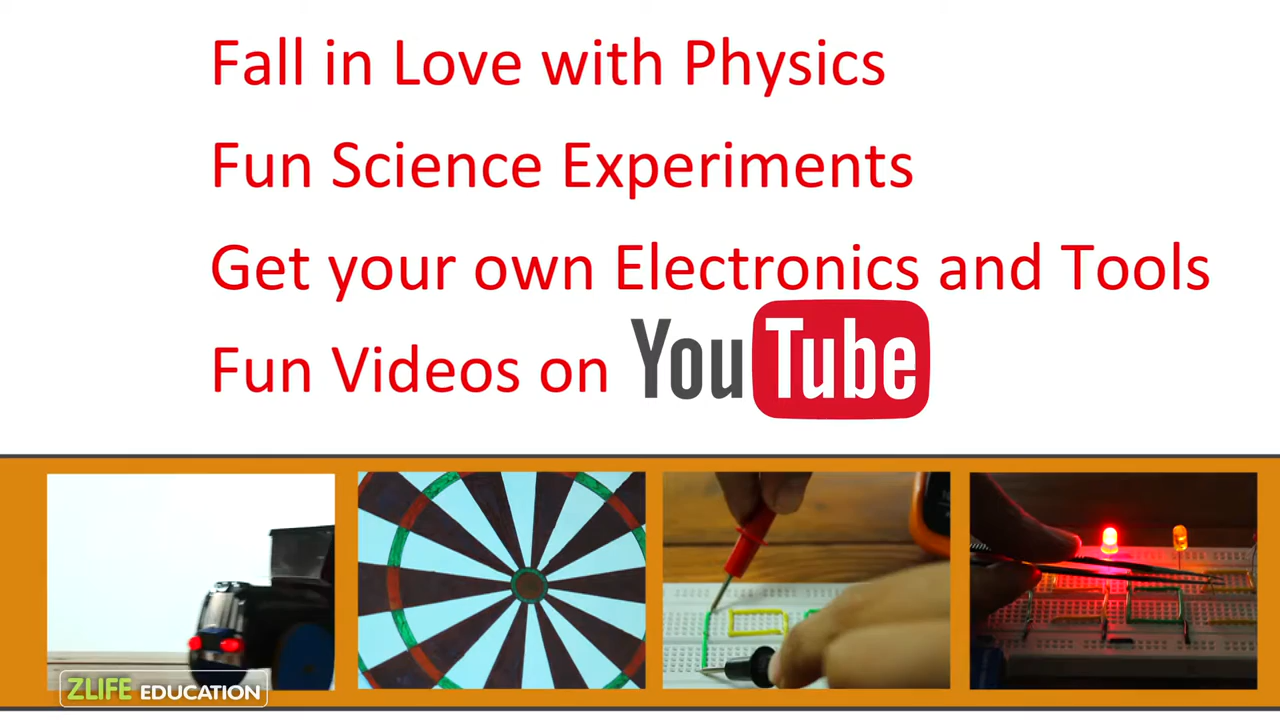 Fall in Love with Physics
Fun Science Experiments
Get your own Electronics and Tools
Fun Videos on YouTube
ZLIFE EDUCATION